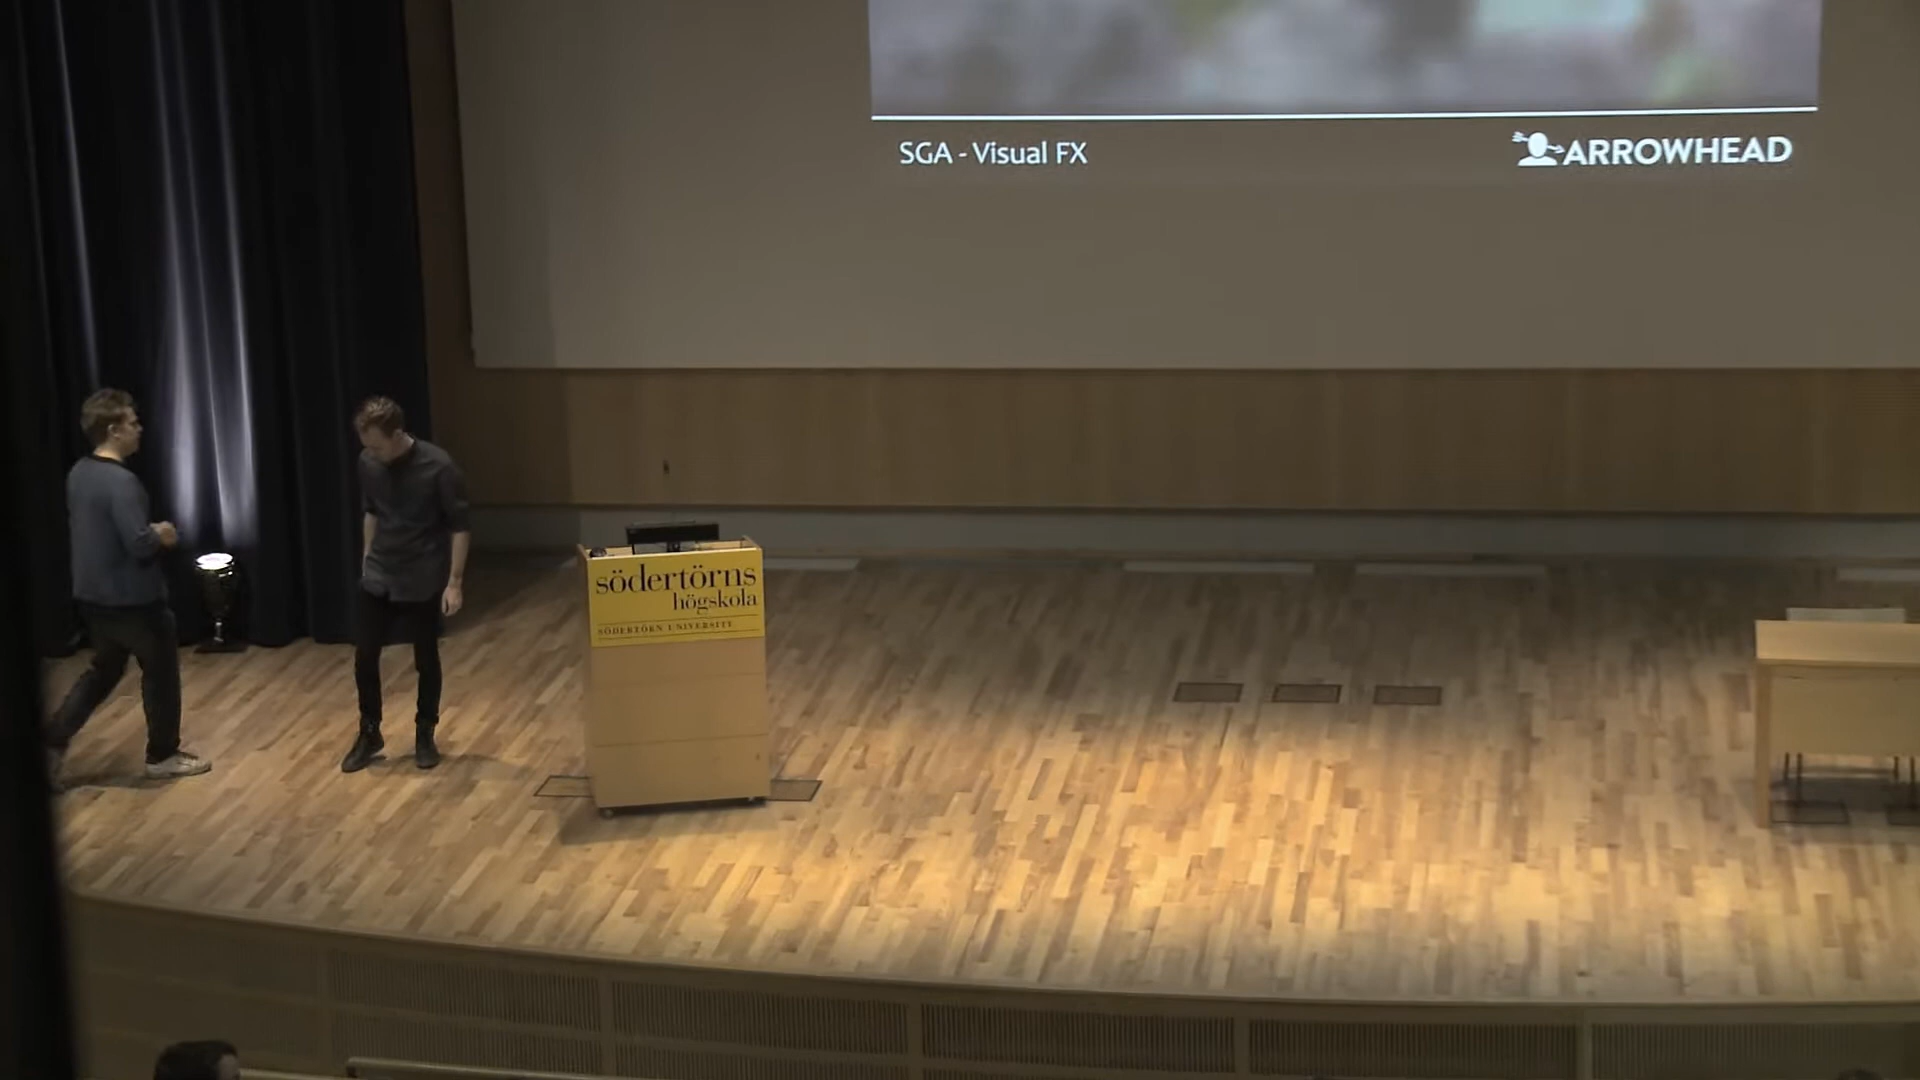 SGA - Visual FX
ARROWHEAD
södertörns
högskola
SÖDERTÖRN UNIVERSITY